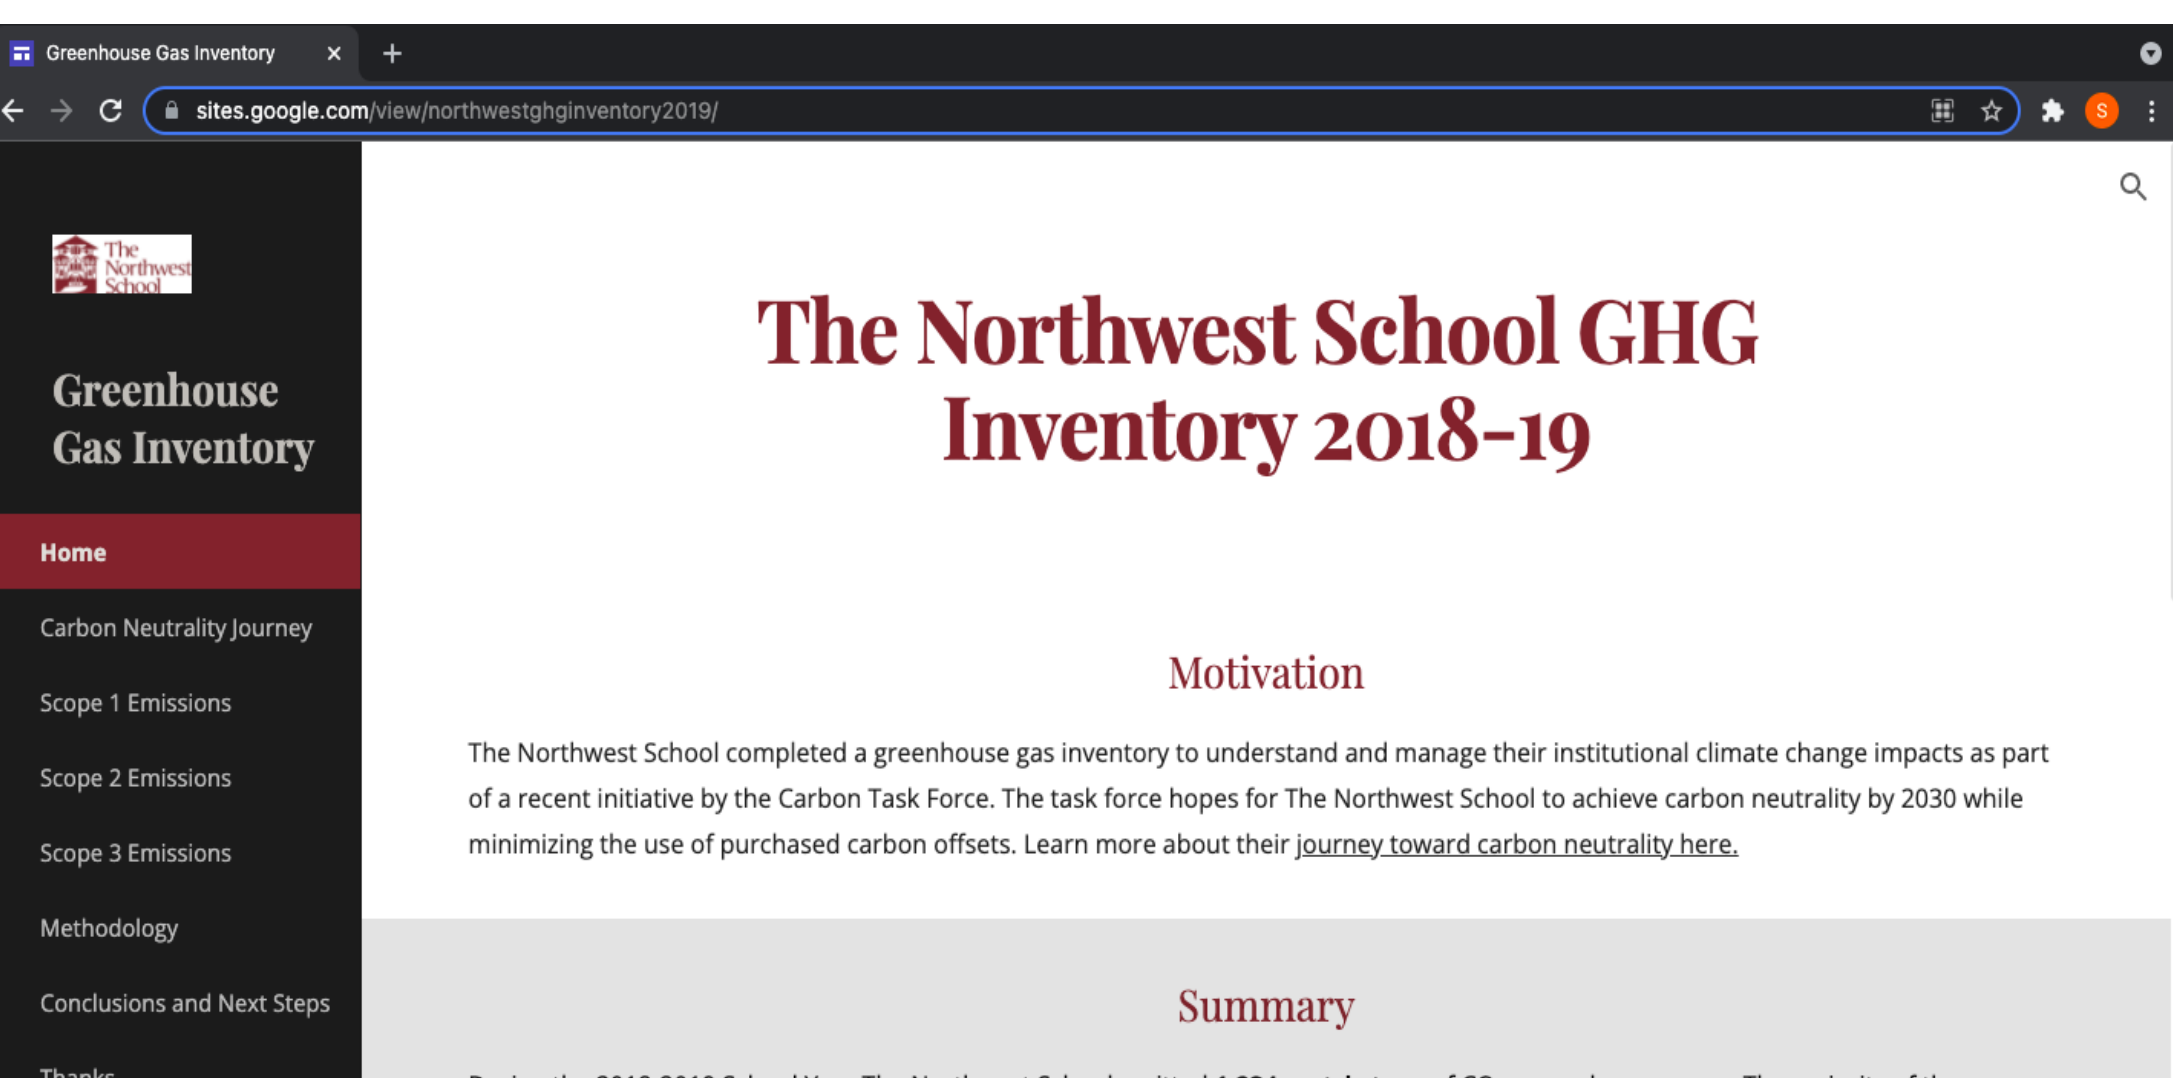 Greenhouse Gas Inventory
sites.google.com/view/northwestghginventory2019/
S
The
Northwest
School
Greenhouse
Gas Inventory
Home
Carbon Neutrality Journey
Scope 1 Emissions
Scope 2 Emissions
Scope 3 Emissions
Methodology
Conclusions and Next Steps
Thanks
The Northwest School GHG
Inventory 2018-19
Motivation
The Northwest School completed a greenhouse gas inventory to understand and manage their institutional climate change impacts as part
of a recent initiative by the Carbon Task Force. The task force hopes for The Northwest School to achieve carbon neutrality by 2030 while
minimizing the use of purchased carbon offsets. Learn more about their journey toward carbon neutrality here.
Summary